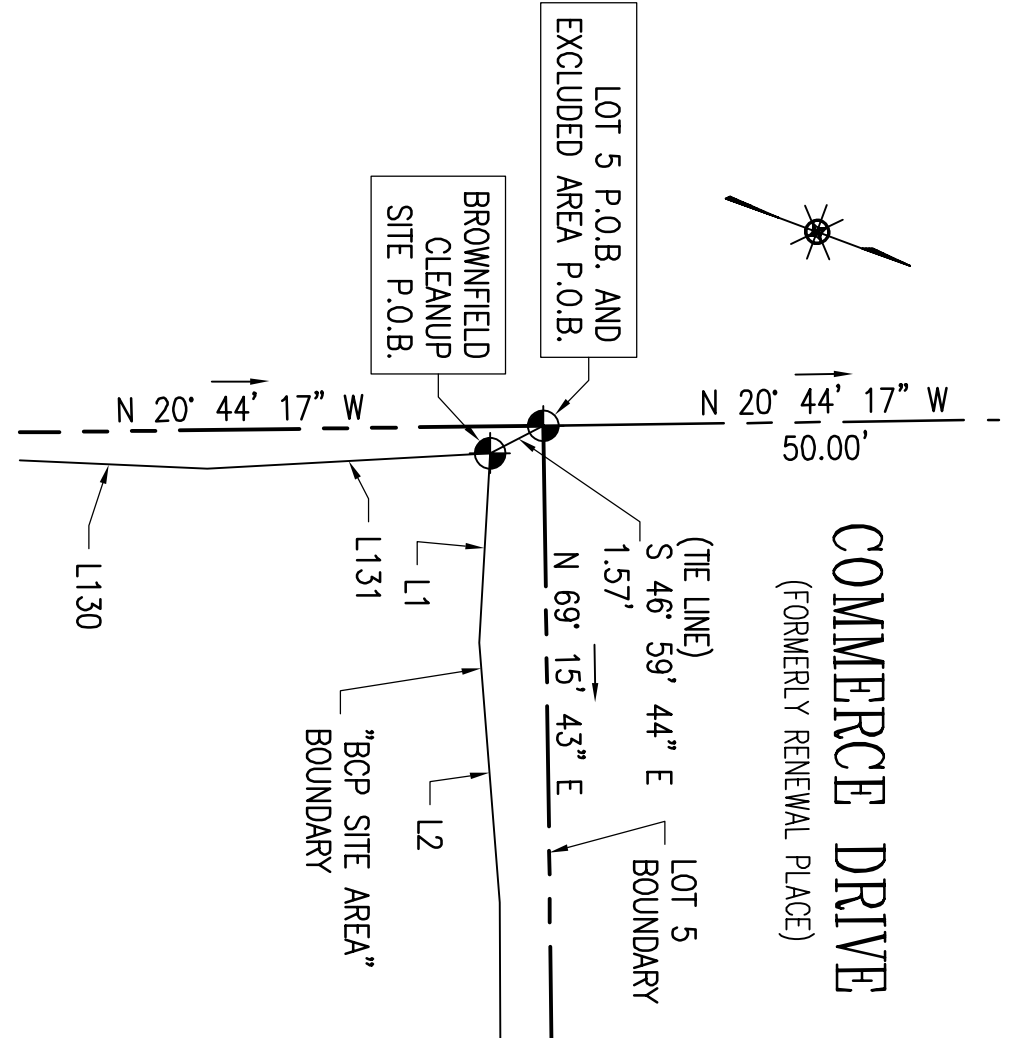 LOT 5 P.O.B. AND
EXCLUDED AREA P.O.B.
BROWNFIELD
CLEANUP
SITE P.O.B.
N 20° 44' 17" W
N 20° 44' 17" W
50.00'
COMMERCE DRIVE
(FORMERLY RENEWAL PLACE)
(TIE LINE)
S 46° 59' 44" E
1.57'
N 69° 15' 43" E
L1
L131
L130
L2
LOT 5
BOUNDARY
"BCP SITE AREA"
BOUNDARY